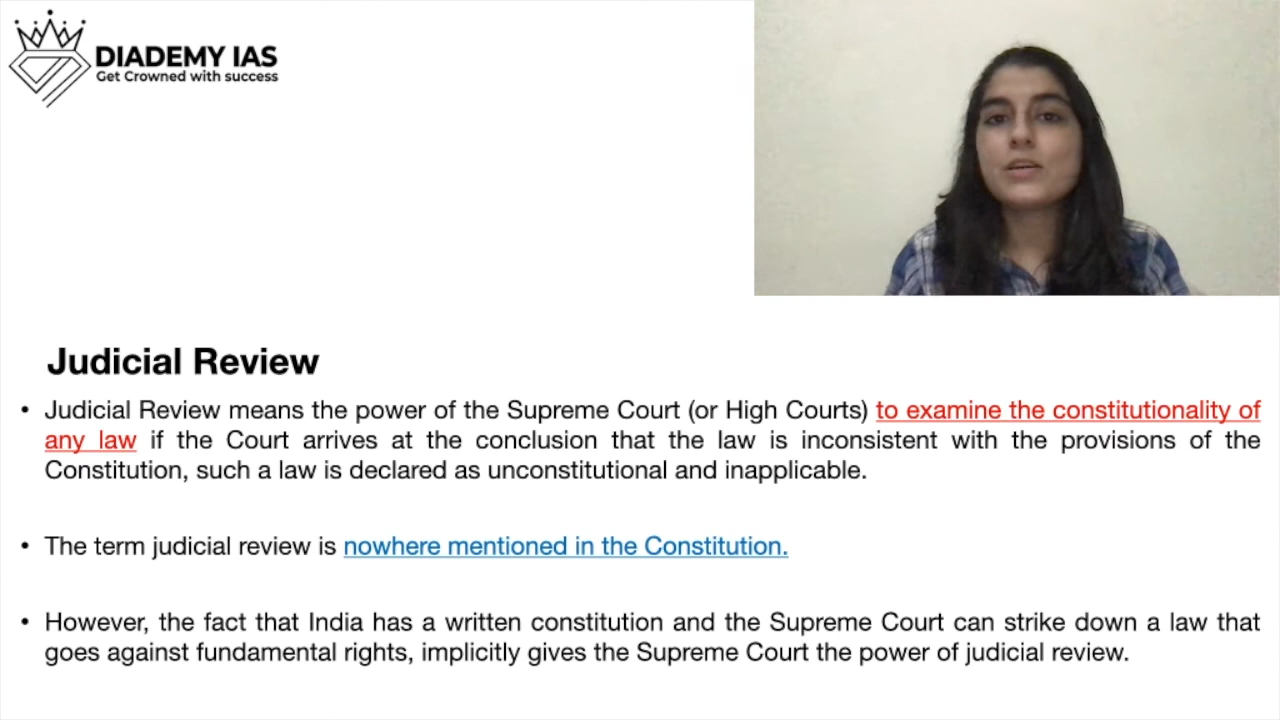 DIADEMY IAS
Get Crowned with success
Judicial Review
• Judicial Review means the power of the Supreme Court (or High Courts) to examine the constitutionality of
any law if the Court arrives at the conclusion that the law is inconsistent with the provisions of the
Constitution, such a law is declared as unconstitutional and inapplicable.
• The term judicial review is nowhere mentioned in the Constitution.
• However, the fact that India has a written constitution and the Supreme Court can strike down a law that
goes against fundamental rights, implicitly gives the Supreme Court the power of judicial review.